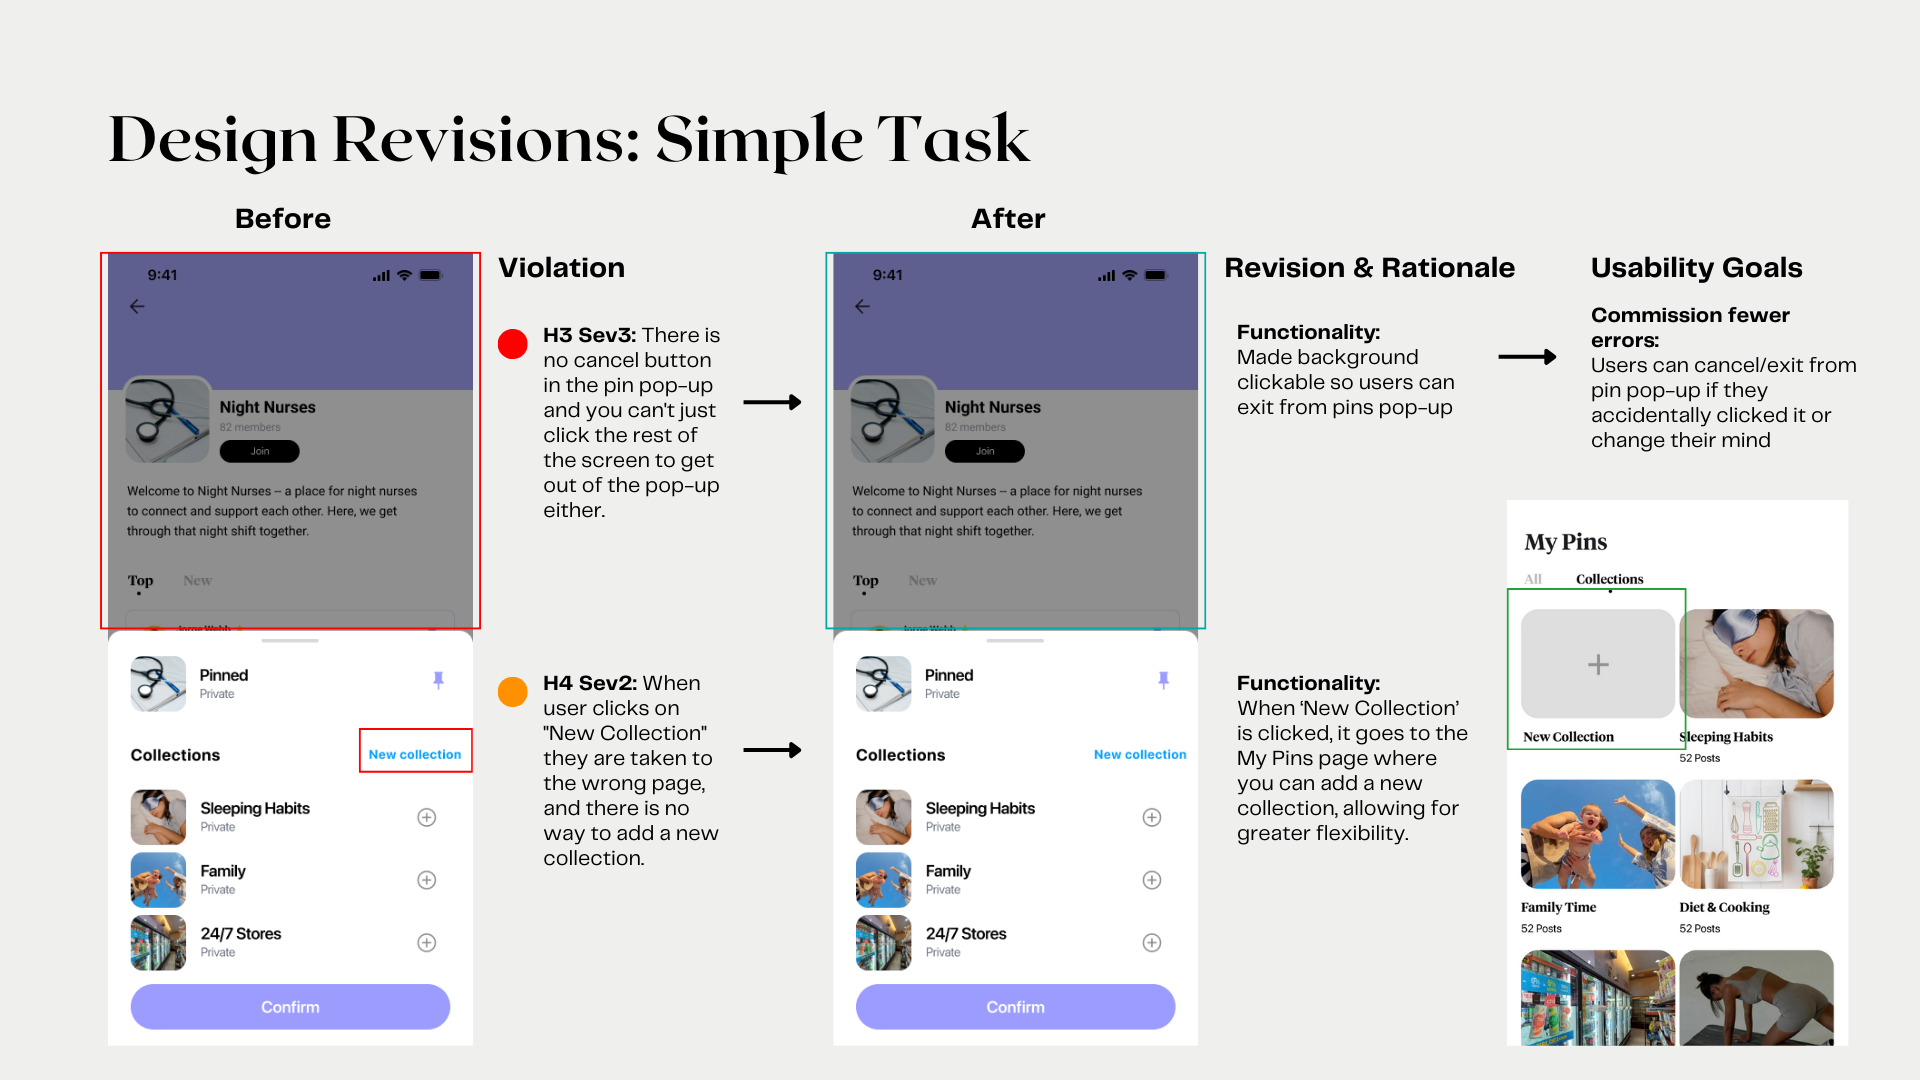 Design Revisions: Simple Task
Before
9:41
Night Nurses
82 members
Join
Welcome to Night Nurses – a place for night nurses
to connect and support each other. Here, we get
through that night shift together.
Top New
Jorge Webb
Pinned
Private
Collections
New collection
Sleeping Habits
Private
Family
Private
24/7 Stores
Private
Confirm
Violation
H3 Sev3: There is
no cancel button
in the pin pop-up
and you can't just
click the rest of
the screen to get
out of the pop-up
either.
H4 Sev2: When
user clicks on
"New Collection"
they are taken to
the wrong page,
and there is no
way to add a new
collection.
After
9:41
Night Nurses
82 members
Join
Welcome to Night Nurses – a place for night nurses
to connect and support each other. Here, we get
through that night shift together.
Top New
Jorge Webb
Pinned
Private
Collections
New collection
Sleeping Habits
Private
Family
Private
24/7 Stores
Private
Confirm
Revision & Rationale
Functionality:
Made background
clickable so users can
exit from pins pop-up
Functionality:
When ‘New Collection’
is clicked, it goes to the
My Pins page where
you can add a new
collection, allowing for
greater flexibility.
Usability Goals
Commission fewer
errors:
Users can cancel/exit from
pin pop-up if they
accidentally clicked it or
change their mind
My Pins
All Collections
New Collection
Sleeping Habits
52 Posts
Family Time
52 Posts
Diet & Cooking
52 Posts